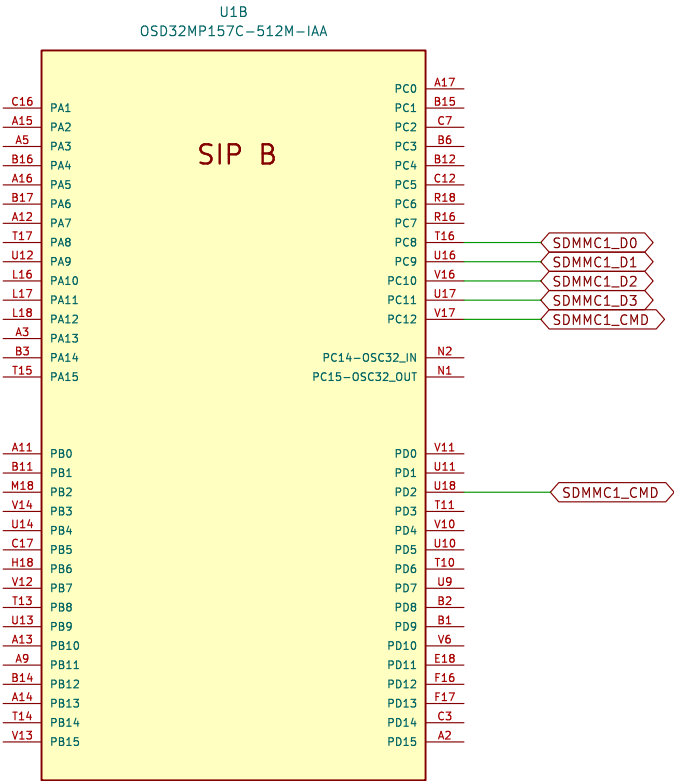 U1B
OSD32MP157C-512M-IAA
SIP B
C16 PA1
A15 PA2
A5 PA3
B16 PA4
A16 PA5
B17 PA6
A12 PA7
T17 PA8
U12 PA9
L16 PA10
L17 PA11
L18 PA12
A3 PA13
B3 PA14
T15 PA15
A11 PB0
B11 PB1
M18 PB2
V14 PB3
U14 PB4
C17 PB5
H18 PB6
V12 PB7
T13 PB8
U13 PB9
A13 PB10
A9 PB11
B14 PB12
A14 PB13
T14 PB14
V13 PB15
PC0 A17
PC1 B15
PC2 C7
PC3 B6
PC4 B12
PC5 C12
PC6 R18
PC7 R16
PC8 T16 SDMMC1_D0
PC9 U16 SDMMC1_D1
PC10 V16 SDMMC1_D2
PC11 U17 SDMMC1_D3
PC12 V17 SDMMC1_CMD
PC14-OSC32_IN N2
PC15-OSC32_OUT N1
PD0 V11
PD1 U11
PD2 U18 SDMMC1_CMD
PD3 T11
PD4 V10
PD5 U10
PD6 T10
PD7 U9
PD8 B2
PD9 B1
PD10 V6
PD11 E18
PD12 F16
PD13 F17
PD14 C3
PD15 A2